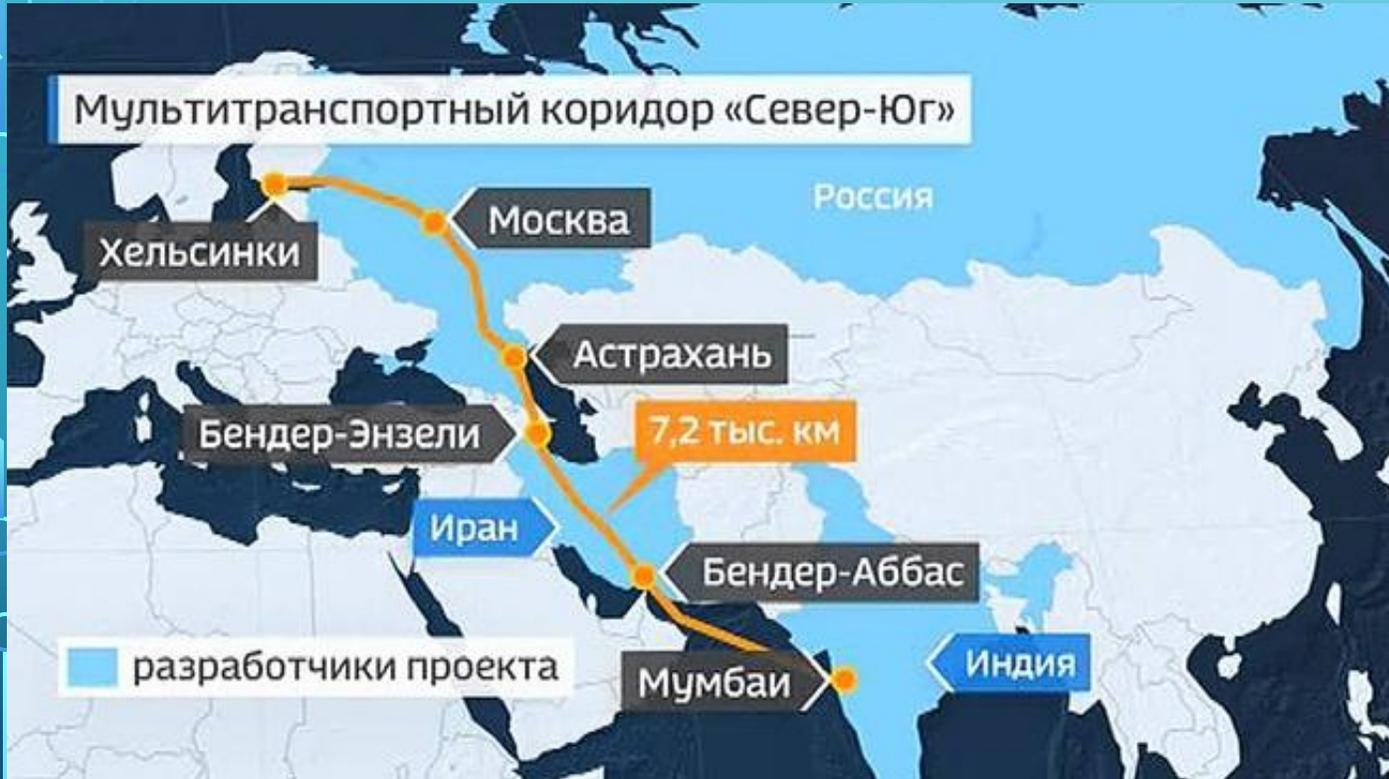 Мультитранспортный коридор «Север-Юг»
Россия
Москва
Хельсинки
Астрахань
Бендер-Энзели
7,2 тыс. км
Иран
Бендер-Аббас
разработчики проекта
Мумбаи
Индия